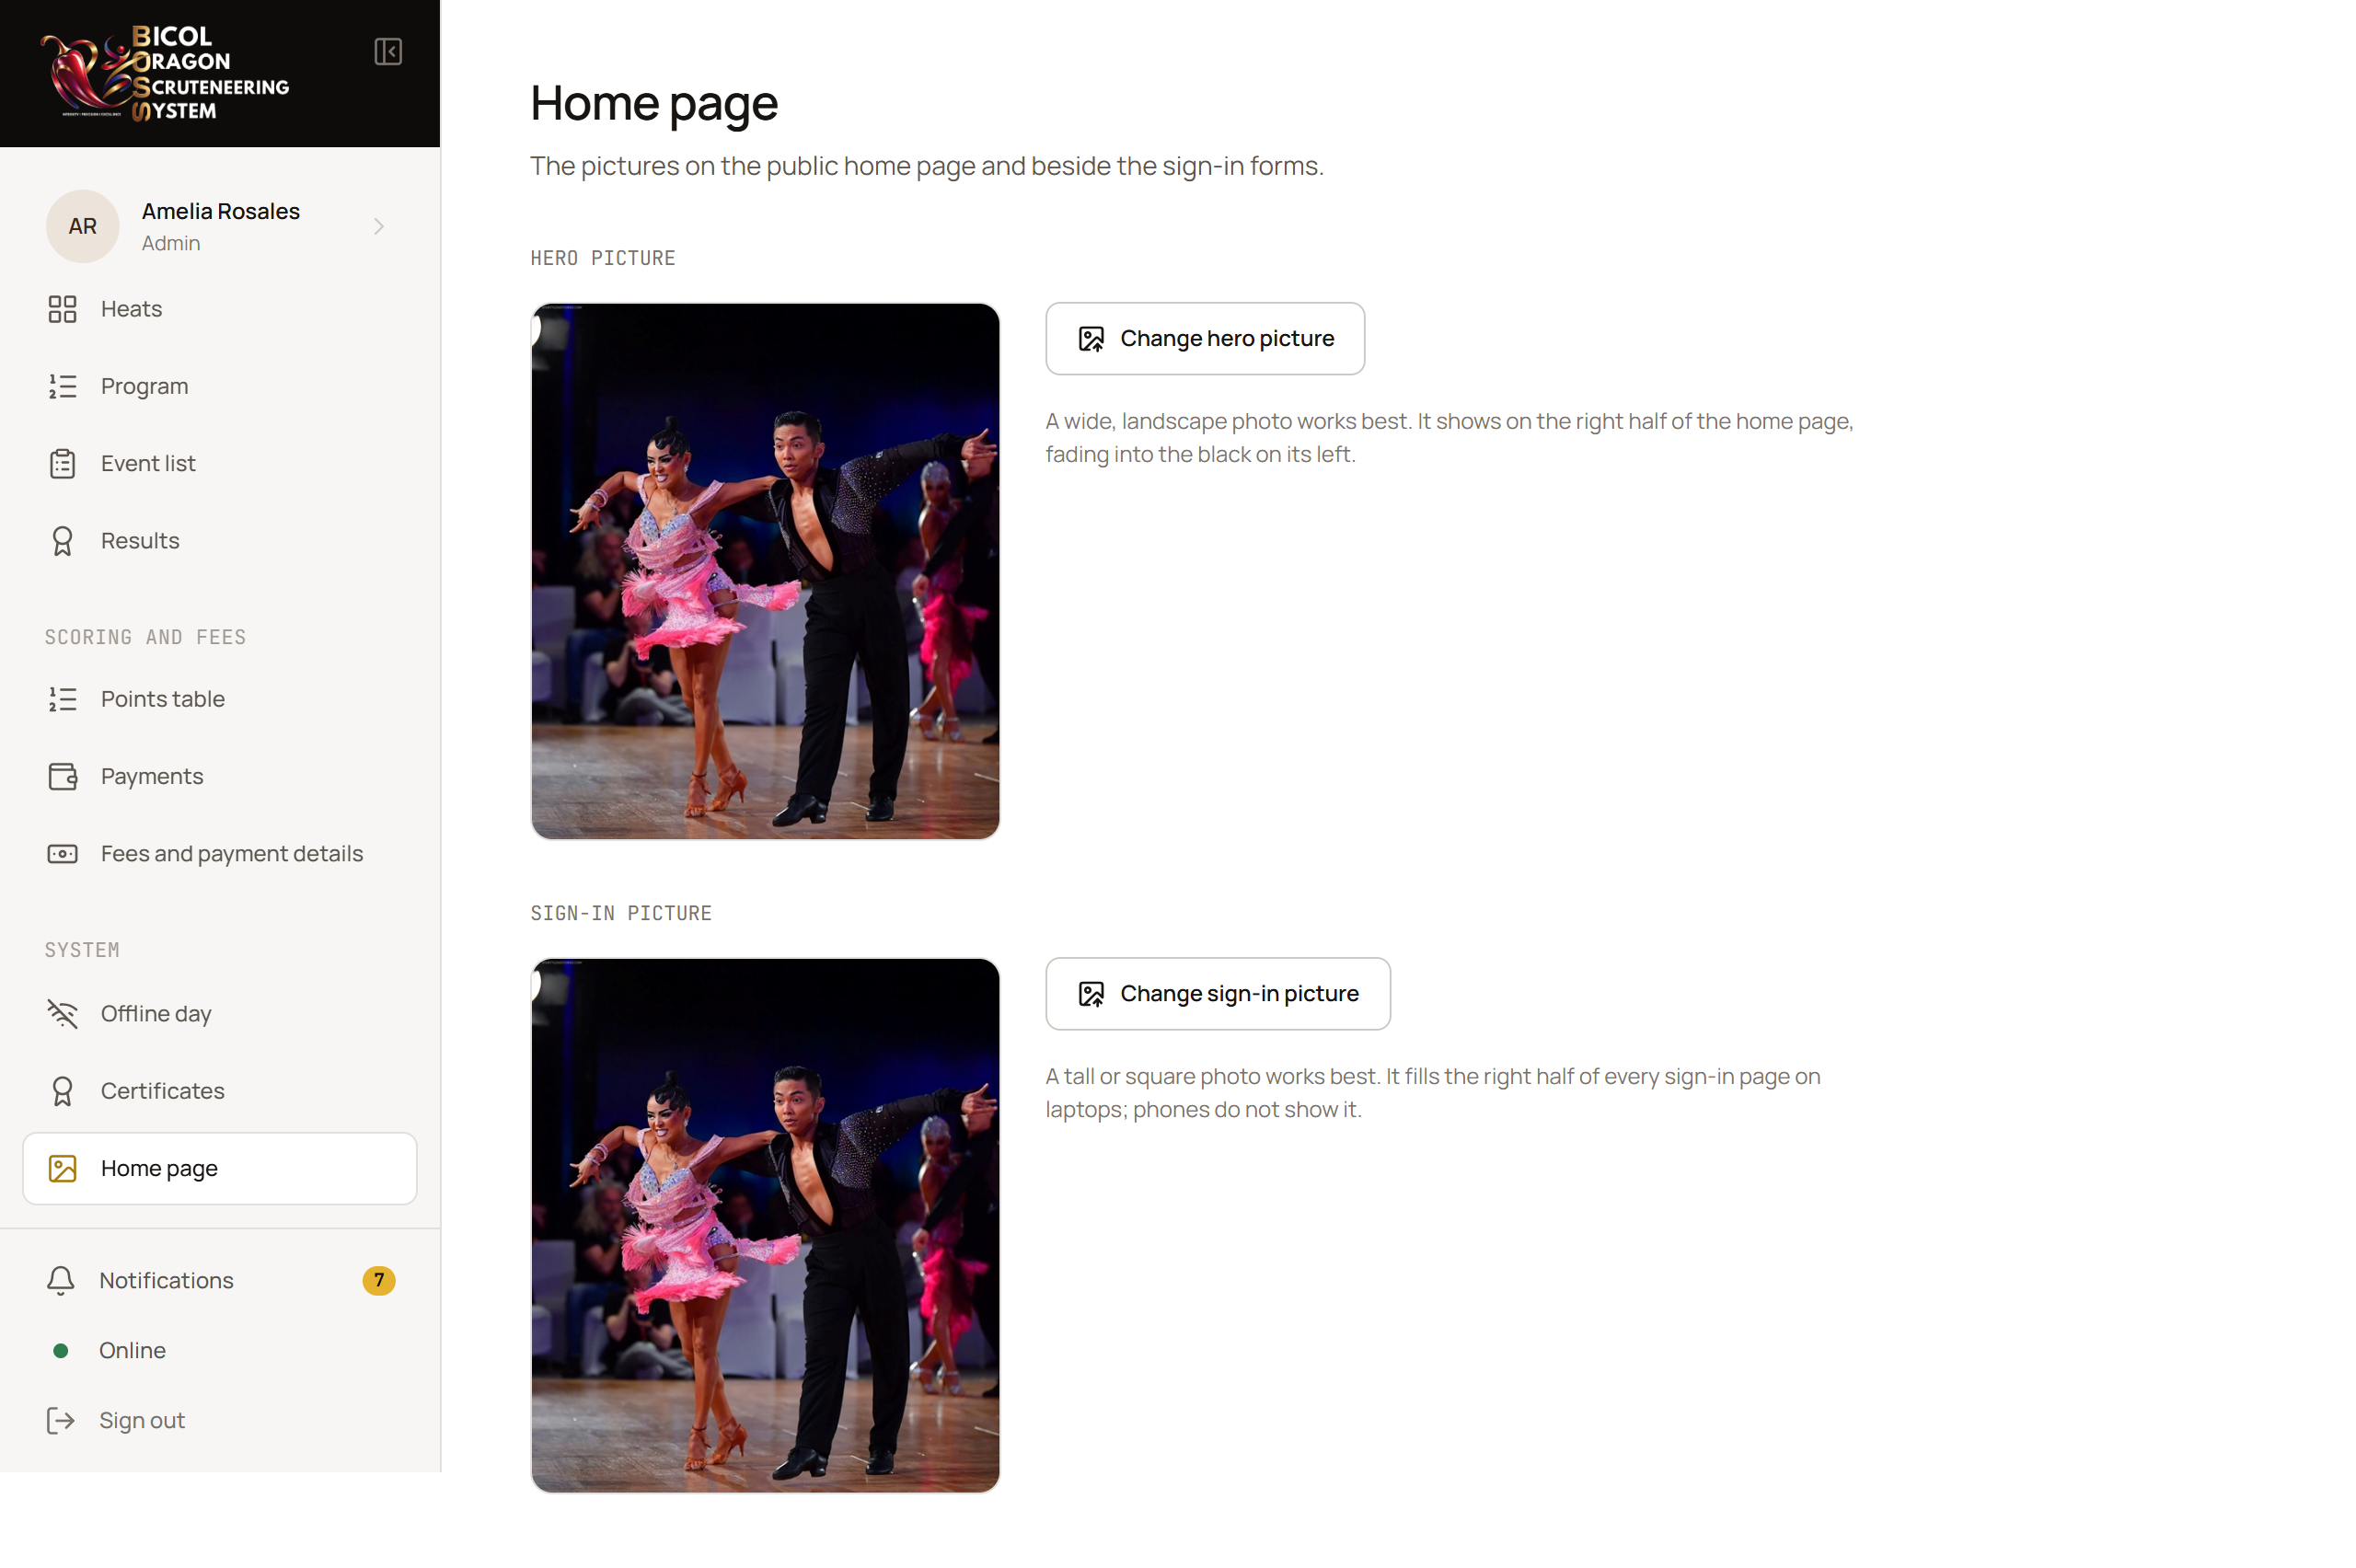 BICOL
DRAGON
SCRUTENEERING
SYSTEM
AR
Amelia Rosales
Admin
Heats
Program
Event list
Results
SCORING AND FEES
Points table
Payments
Fees and payment details
SYSTEM
Offline day
Certificates
Home page
Notifications
7
Online
Sign out
Home page
The pictures on the public home page and beside the sign-in forms.
HERO PICTURE
Change hero picture
A wide, landscape photo works best. It shows on the right half of the home page,
fading into the black on its left.
SIGN-IN PICTURE
Change sign-in picture
A tall or square photo works best. It fills the right half of every sign-in page on
laptops; phones do not show it.